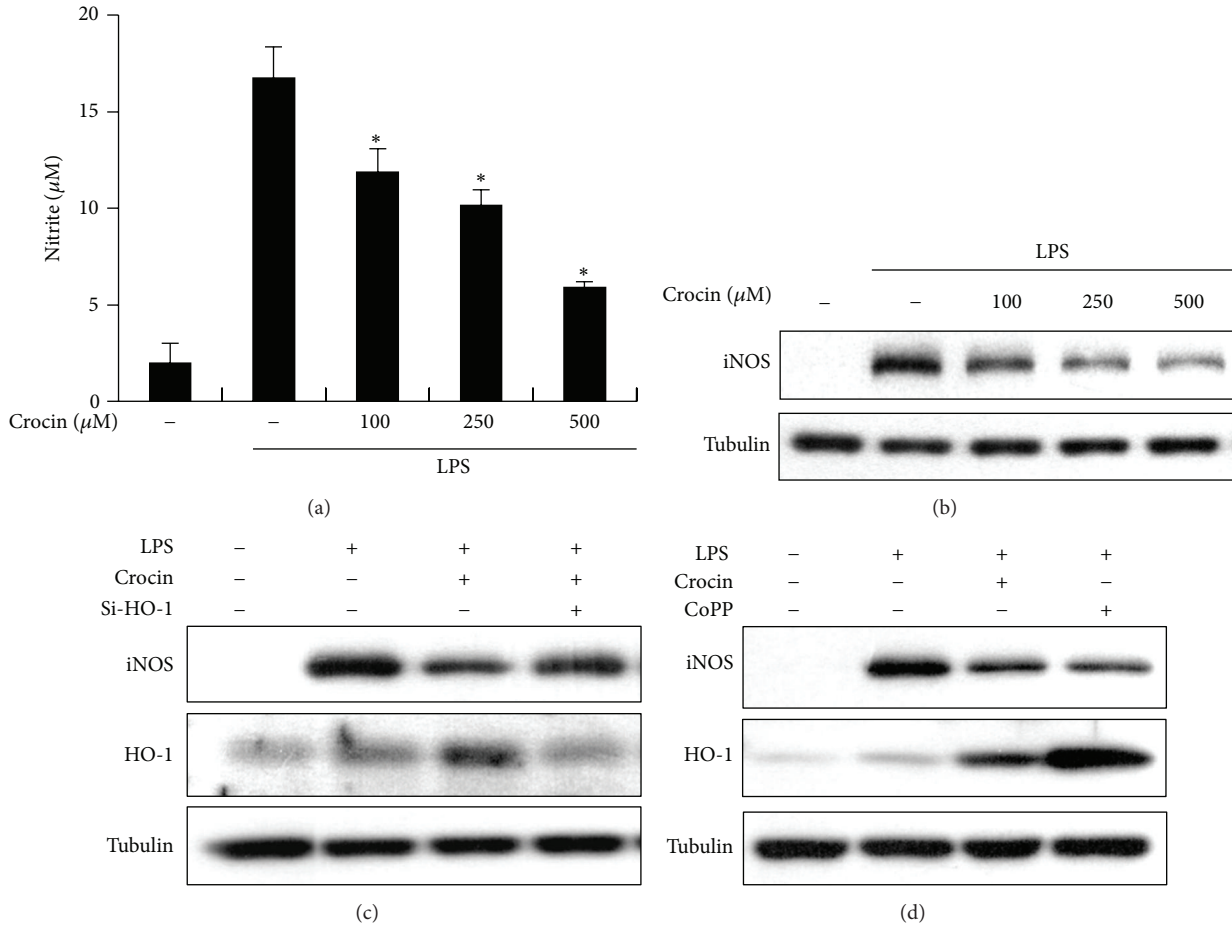 20
15
10
5
0
Nitrite (μM)
*
*
*
Crocin (μM) – – 100 250 500
LPS
(a)
LPS
Crocin (μM) – – 100 250 500
iNOS
Tubulin
(b)
LPS – + + +
Crocin – – + +
Si-HO-1 – – – +
iNOS
HO-1
Tubulin
(c)
LPS – + + +
Crocin – – + –
CoPP – – – +
iNOS
HO-1
Tubulin
(d)